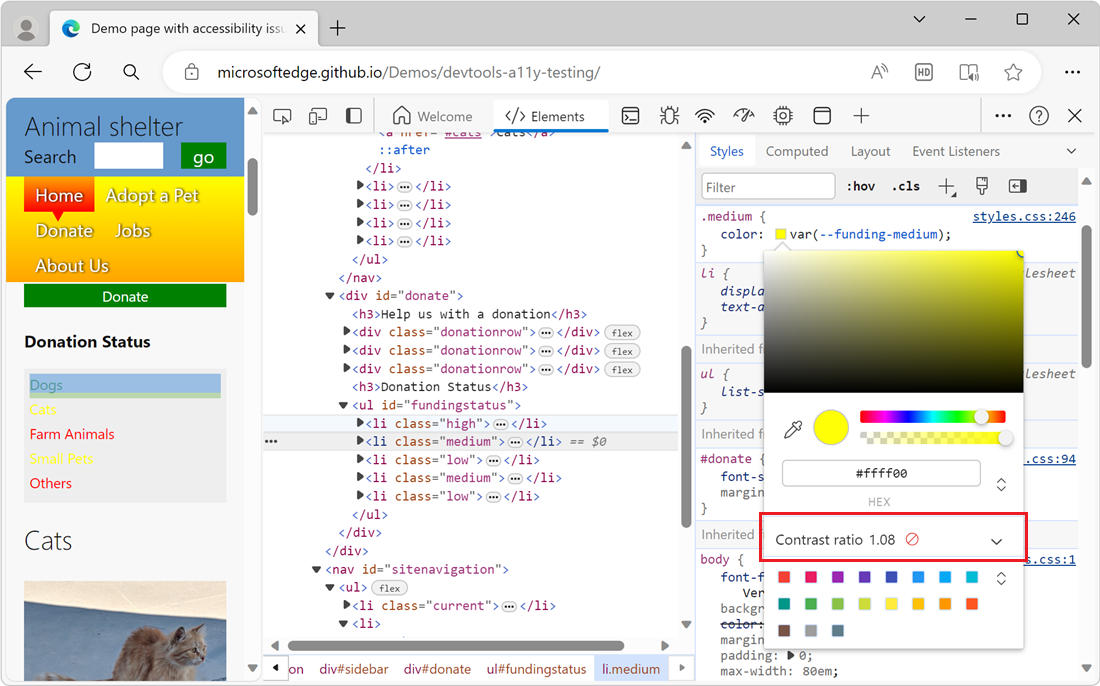 Demo page with accessibility issu
microsoftedge.github.io/Demos/devtools-a11y-testing/
HD
Animal shelter
Search
go
Home Adopt a Pet
Donate Jobs
About Us
Donate
Donation Status
Dogs
Cats
Farm Animals
Small Pets
Others
Cats
Welcome
</> Elements
<a href="#cats">Cats</a>
::after
</li>
▶<li>…</li>
▶<li>…</li>
▶<li>…</li>
▶<li>…</li>
</ul>
</nav>
▼<div id="donate">
<h3>Help us with a donation</h3>
▶<div class="donationrow">…</div> flex
▶<div class="donationrow">…</div> flex
▶<div class="donationrow">…</div> flex
<h3>Donation Status</h3>
▼<ul id="fundingstatus">
▶<li class="high">…</li>
… ▶<li class="medium">…</li> == $0
▶<li class="low">…</li>
▶<li class="medium">…</li>
▶<li class="low">…</li>
</ul>
</div>
</div>
▼<nav id="sitenavigation">
▼<ul> flex
▶<li class="current">…</li>
▼<li>
on div#sidebar div#donate ul#fundingstatus li.medium
Styles Computed Layout Event Listeners
Filter :hov .cls
.medium { styles.css:246
color: var(--funding-medium);
}
li { lesheet
displa
text-a
}
Inherited f
ul { lesheet
list-s
}
Inherited f
#donate { .css:94
font-s
margin
}
Inherited
body { s.css:1
font-f
Ver
backgr
color:
margin
padding: ▶ 0;
max-width: 80em;
#ffff00
HEX
Contrast ratio 1.08